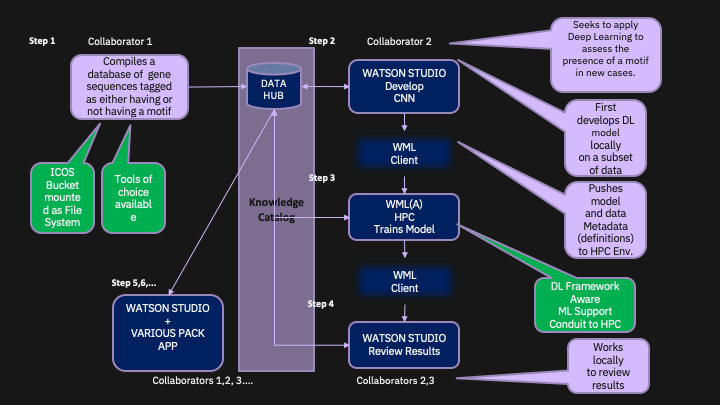 Step 1
Collaborator 1
Compiles a
database of gene
sequences tagged
as either having or
not having a motif
ICOS
Bucket
mounte
d as File
System
Tools of
choice
availabl
e
DATA
HUB
Knowledge
Catalog
Step 2
Collaborator 2
WATSON STUDIO
Develop
CNN
WML
Client
Step 3
WML(A)
HPC
Trains Model
WML
Client
Step 4
WATSON STUDIO
Review Results
Collaborators 2,3
Step 5,6,...
WATSON STUDIO
+
VARIOUS PACK
APP
Collaborators 1,2, 3....
Seeks to apply
Deep Learning to
assess the
presence of a motif
in new cases.
First
develops DL
model
locally
on a subset
of data
Pushes
model
and data
Metadata
(definitions)
to HPC Env.
DL Framework
Aware
ML Support
Conduit to HPC
Works
locally
to review
results